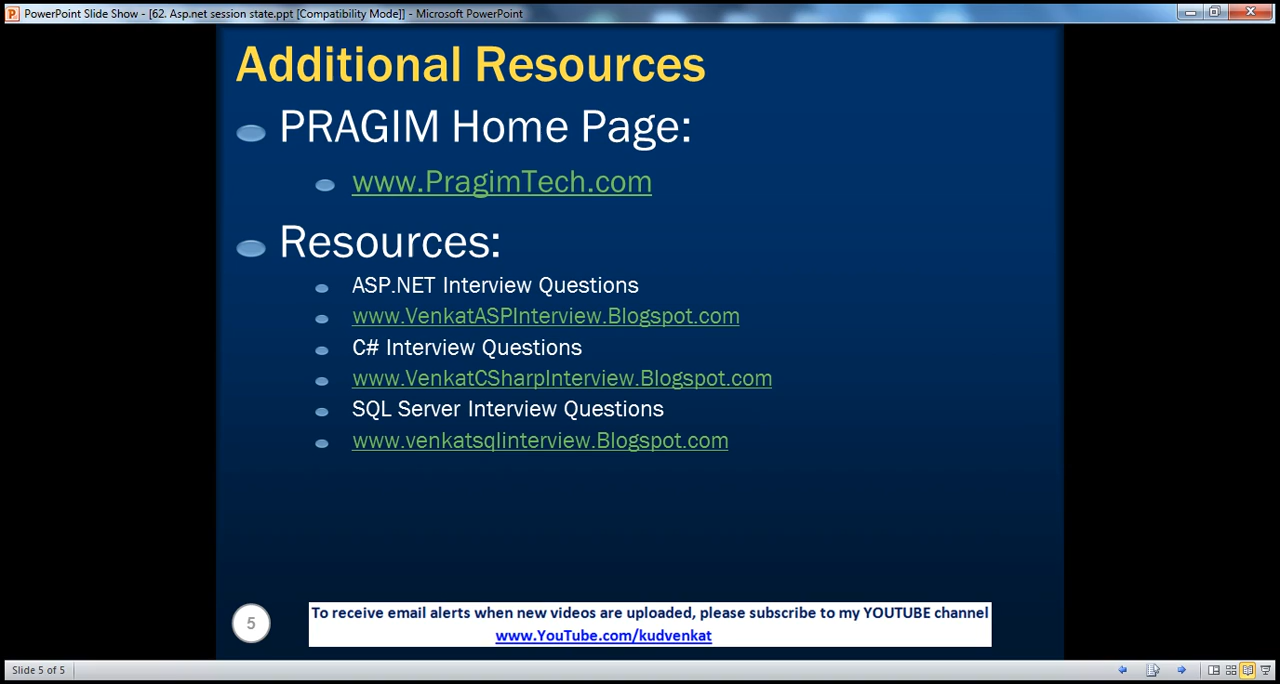 PowerPoint Slide Show - [62. Asp.net session state.ppt [Compatibility Mode]] - Microsoft PowerPoint
Additional Resources
PRAGIM Home Page:
www.PragimTech.com
Resources:
ASP.NET Interview Questions
www.VenkatASPInterview.Blogspot.com
C# Interview Questions
www.VenkatCSharpInterview.Blogspot.com
SQL Server Interview Questions
www.venkatsqlinterview.Blogspot.com
5
To receive email alerts when new videos are uploaded, please subscribe to my YOUTUBE channel
www.YouTube.com/kudvenkat
Slide 5 of 5